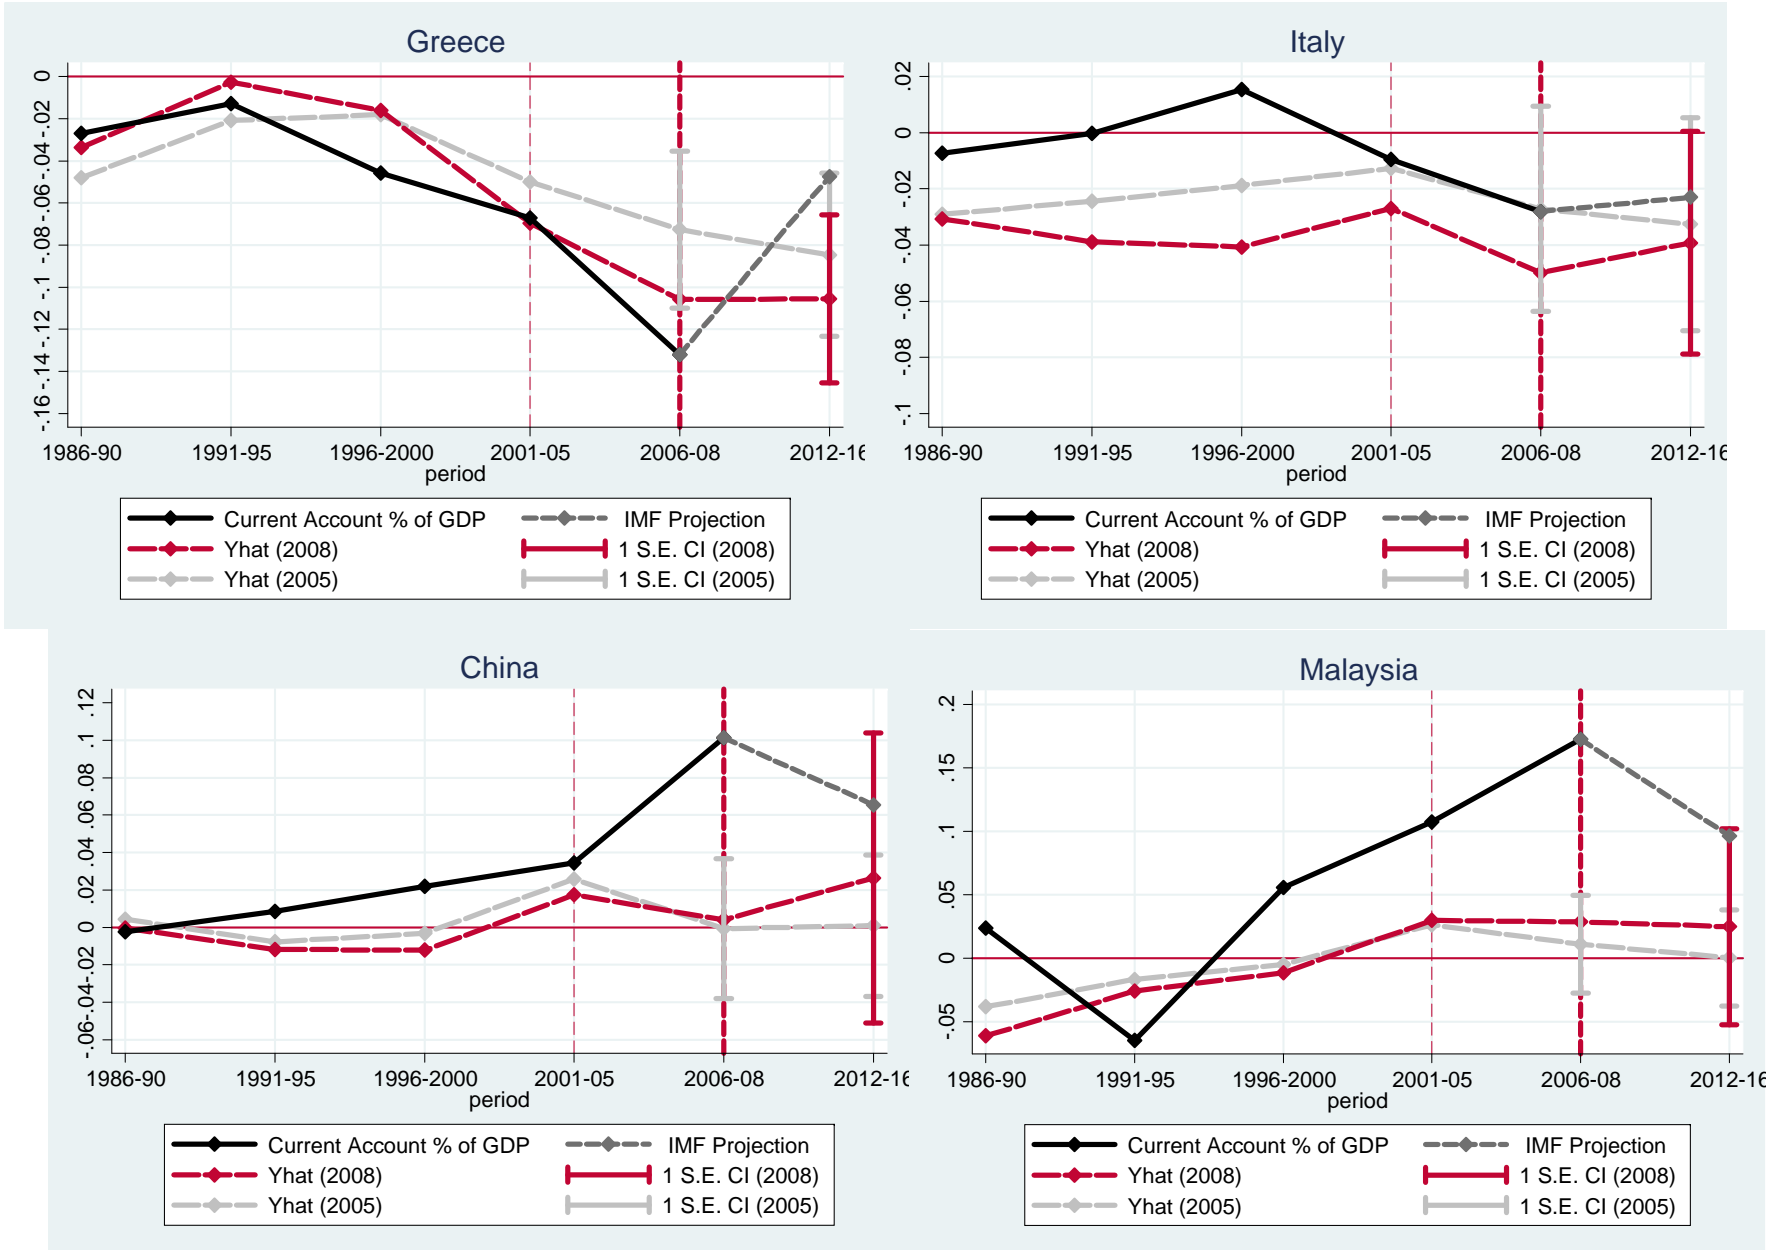 Greece
0
-.02
-.04
-.06
-.08
-.1
-.12
-.14
-.16
1986-90 1991-95 1996-2000 2001-05 2006-08 2012-16
period
Current Account % of GDP IMF Projection
Yhat (2008) 1 S.E. CI (2008)
Yhat (2005) 1 S.E. CI (2005)
Italy
.02
0
-.02
-.04
-.06
-.08
-.1
1986-90 1991-95 1996-2000 2001-05 2006-08 2012-16
period
Current Account % of GDP IMF Projection
Yhat (2008) 1 S.E. CI (2008)
Yhat (2005) 1 S.E. CI (2005)
China
.12
.1
.08
.06
.04
.02
0
-.02
-.04
-.06
1986-90 1991-95 1996-2000 2001-05 2006-08 2012-16
period
Current Account % of GDP IMF Projection
Yhat (2008) 1 S.E. CI (2008)
Yhat (2005) 1 S.E. CI (2005)
Malaysia
.2
.15
.1
.05
0
-.05
1986-90 1991-95 1996-2000 2001-05 2006-08 2012-16
period
Current Account % of GDP IMF Projection
Yhat (2008) 1 S.E. CI (2008)
Yhat (2005) 1 S.E. CI (2005)